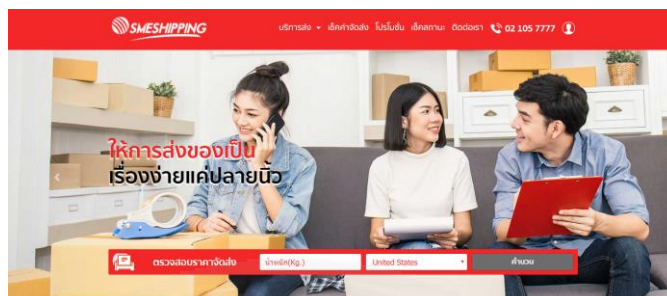 SMESHIPPING
บริการส่ง เช็คค่าจัดส่ง โปรโมชั่น เช็คสถานะ ติดต่อเรา 02 105 7777
ให้การส่งของเป็น
เรื่องง่ายแค่ปลายนิ้ว
ตรวจสอบราคาจัดส่ง น้ำหนัก(Kg.) United States คำนวน